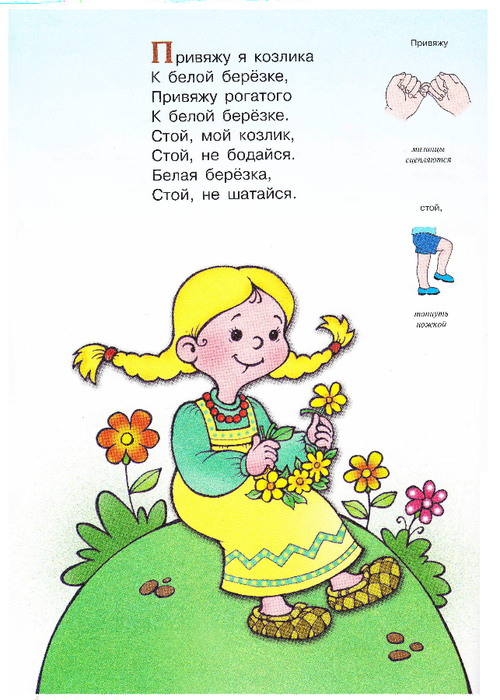 Привяжу я козлика
К белой берёзке,
Привяжу рогатого
К белой берёзке.
Стой, мой козлик,
Стой, не бодайся.
Белая берёзка,
Стой, не шатайся.
Привяжу
мизинцы
сцепляются
стой,
топнуть
ножкой